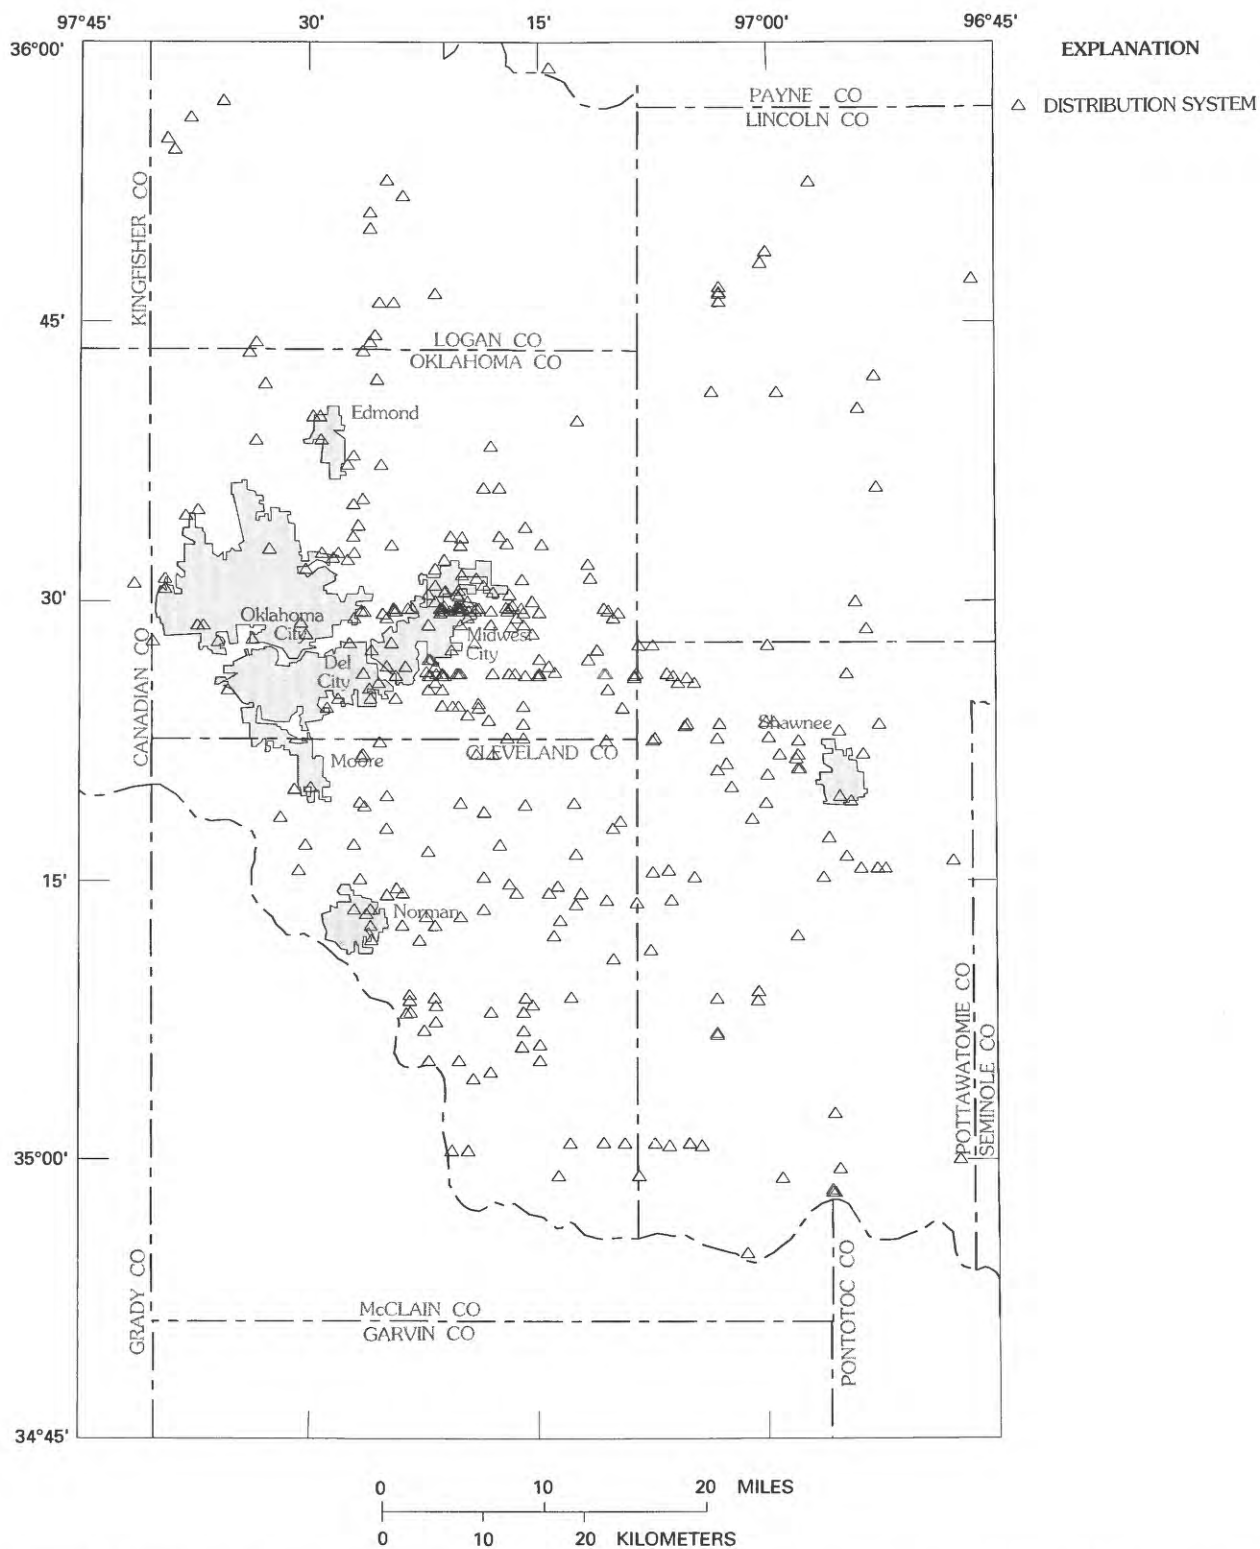 97°45' 30' 15' 97°00' 96°45'
36°00'
EXPLANATION
PAYNE CO
LINCOLN CO
DISTRIBUTION SYSTEM
KINGFISHER CO
45'
LOGAN CO
OKLAHOMA CO
Edmond
30'
Oklahoma
City
Midwest
City
Del
City
CANADIAN CO
Shawnee
CLEVELAND CO
Moore
15'
Norman
POTTAWATOMIE CO
SEMINOLE CO
35°00'
GRADY CO
McCLAIN CO
GARVIN CO
PONTOTOC CO
34°45'
0 10 20 MILES
0 10 20 KILOMETERS